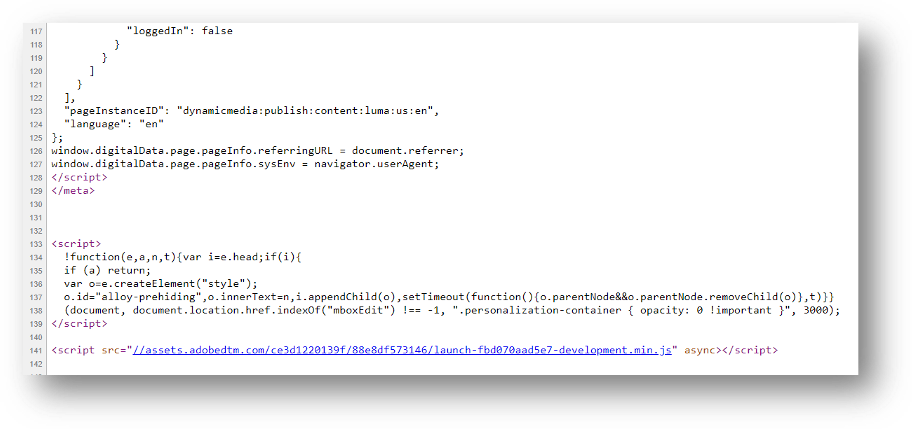 117 "loggedIn": false
118 }
119 }
120 ]
121 }
122 ],
123 "pageInstanceID": "dynamicmedia:publish:content:luma:us:en",
124 "language": "en"
125 };
126 window.digitalData.page.pageInfo.referringURL = document.referrer;
127 window.digitalData.page.pageInfo.sysEnv = navigator.userAgent;
128 </script>
129 </meta>
130
131
132
133 <script>
134 !function(e,a,n,t){var i=e.head;if(i){
135 if (a) return;
136 var o=e.createElement("style");
137 o.id="alloy-prehiding",o.innerText=n,i.appendChild(o),setTimeout(function(){o.parentNode&&o.parentNode.removeChild(o)},t)}}
138 (document, document.location.href.indexOf("mboxEdit") !== -1, ".personalization-container { opacity: 0 !important }", 3000);
139 </script>
140
141 <script src="//assets.adobedtm.com/ce3d1220139f/88e8df573146/launch-fbd070aad5e7-development.min.js" async></script>
142